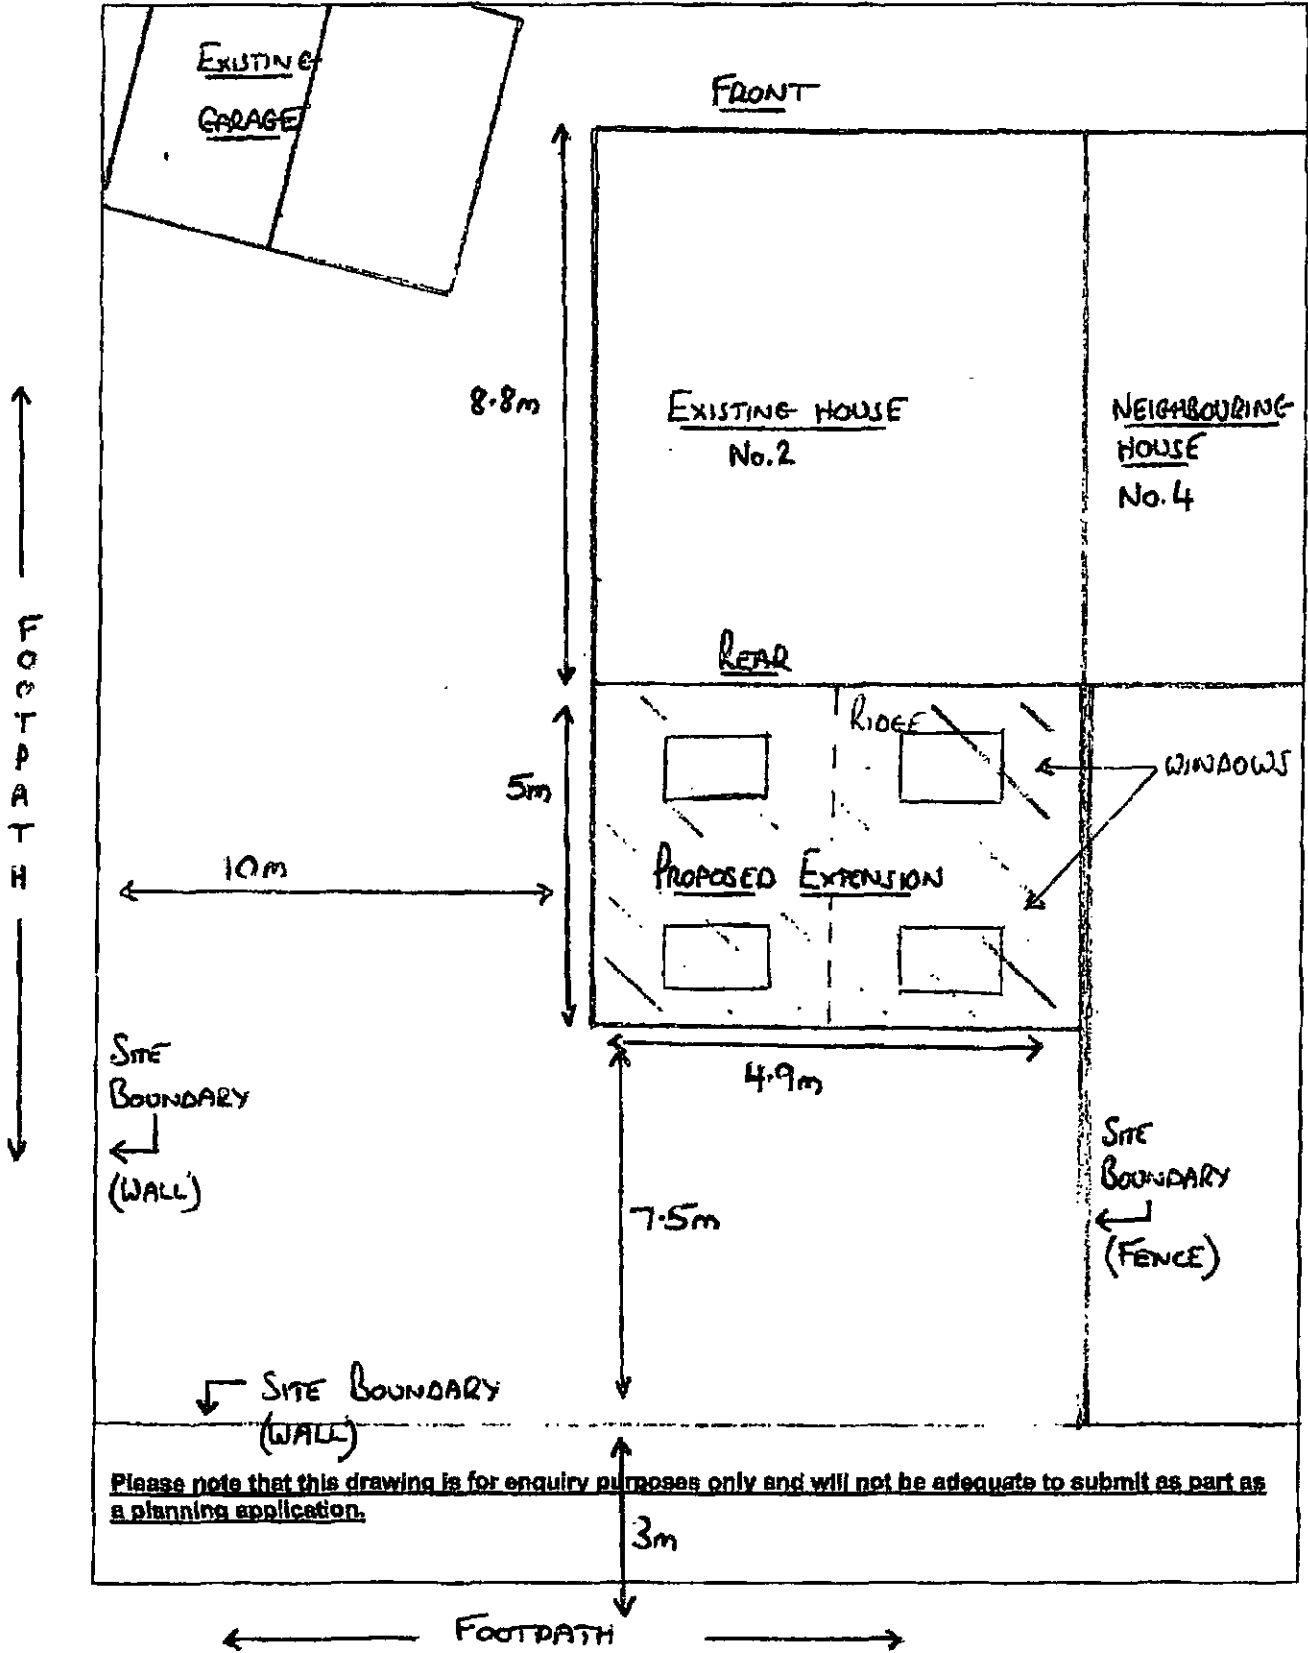 EXISTING
GARAGE
FRONT
8.8m
EXISTING HOUSE
No.2
NEIGHBOURING
HOUSE
No.4
FOOTPATH
REAR
RIDGE
WINDOWS
5m
10m
PROPOSED EXTENSION
4.9m
SITE
BOUNDARY
(WALL)
SITE
BOUNDARY
(FENCE)
7.5m
SITE BOUNDARY
(WALL)
Please note that this drawing is for enquiry purposes only and will not be adequate to submit as part as
a planning application.
3m
FOOTPATH